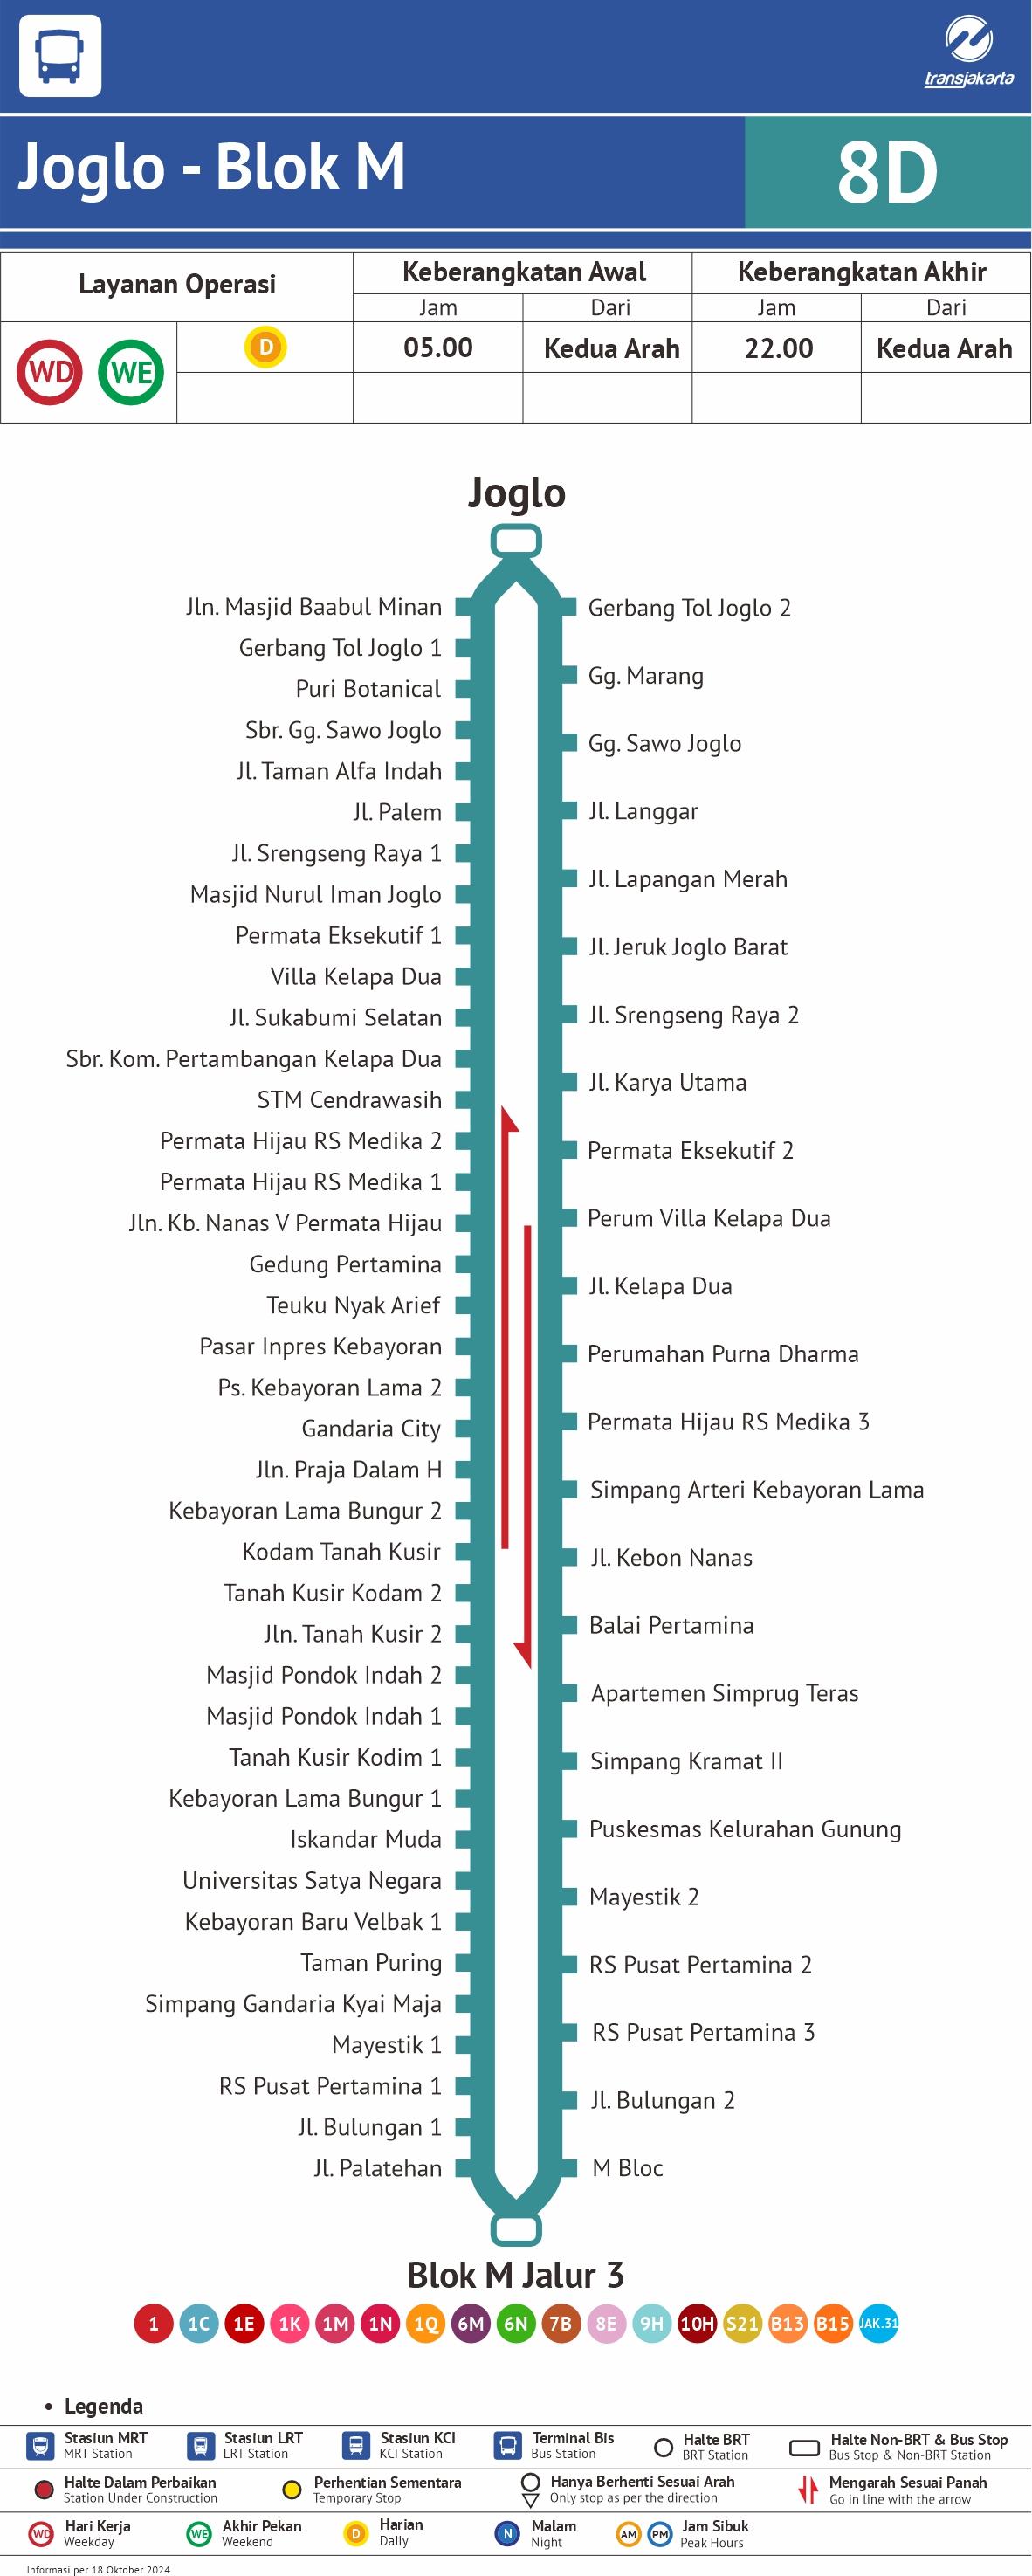 transjakarta
Joglo - Blok M
8D
Layanan Operasi
Keberangkatan Awal
Keberangkatan Akhir
Jam
Dari
Jam
Dari
WD
WE
D
05.00
Kedua Arah
22.00
Kedua Arah
Joglo
Jln. Masjid Baabul Minan
Gerbang Tol Joglo 1
Puri Botanical
Sbr. Gg. Sawo Joglo
Jl. Taman Alfa Indah
Jl. Palem
Jl. Srengseng Raya 1
Masjid Nurul Iman Joglo
Permata Eksekutif 1
Villa Kelapa Dua
Jl. Sukabumi Selatan
Sbr. Kom. Pertambangan Kelapa Dua
STM Cendrawasih
Permata Hijau RS Medika 2
Permata Hijau RS Medika 1
Jln. Kb. Nanas V Permata Hijau
Gedung Pertamina
Teuku Nyak Arief
Pasar Inpres Kebayoran
Ps. Kebayoran Lama 2
Gandaria City
Jln. Praja Dalam H
Kebayoran Lama Bungur 2
Kodam Tanah Kusir
Tanah Kusir Kodam 2
Jln. Tanah Kusir 2
Masjid Pondok Indah 2
Masjid Pondok Indah 1
Tanah Kusir Kodim 1
Kebayoran Lama Bungur 1
Iskandar Muda
Universitas Satya Negara
Kebayoran Baru Velbak 1
Taman Puring
Simpang Gandaria Kyai Maja
Mayestik 1
RS Pusat Pertamina 1
Jl. Bulungan 1
Jl. Palatehan
Gerbang Tol Joglo 2
Gg. Marang
Gg. Sawo Joglo
Jl. Langgar
Jl. Lapangan Merah
Jl. Jeruk Joglo Barat
Jl. Srengseng Raya 2
Jl. Karya Utama
Permata Eksekutif 2
Perum Villa Kelapa Dua
Jl. Kelapa Dua
Perumahan Purna Dharma
Permata Hijau RS Medika 3
Simpang Arteri Kebayoran Lama
Jl. Kebon Nanas
Balai Pertamina
Apartemen Simprug Teras
Simpang Kramat II
Puskesmas Kelurahan Gunung
Mayestik 2
RS Pusat Pertamina 2
RS Pusat Pertamina 3
Jl. Bulungan 2
M Bloc
Blok M Jalur 3
1 1C 1E 1K 1M 1N 1Q 6M 6N 7B 8E 9H 10H S21 B13 B15 JAK.31
• Legenda
Stasiun MRT
MRT Station
Stasiun LRT
LRT Station
Stasiun KCI
KCI Station
Terminal Bis
Bus Station
Halte BRT
BRT Station
Halte Non-BRT & Bus Stop
Bus Stop & Non-BRT Station
Halte Dalam Perbaikan
Station Under Construction
Perhentian Sementara
Temporary Stop
Hanya Berhenti Sesuai Arah
Only stop as per the direction
Mengarah Sesuai Panah
Go in line with the arrow
WD
Hari Kerja
Weekday
WE
Akhir Pekan
Weekend
D
Harian
Daily
N
Malam
Night
AM
PM
Jam Sibuk
Peak Hours
Informasi per 18 Oktober 2024